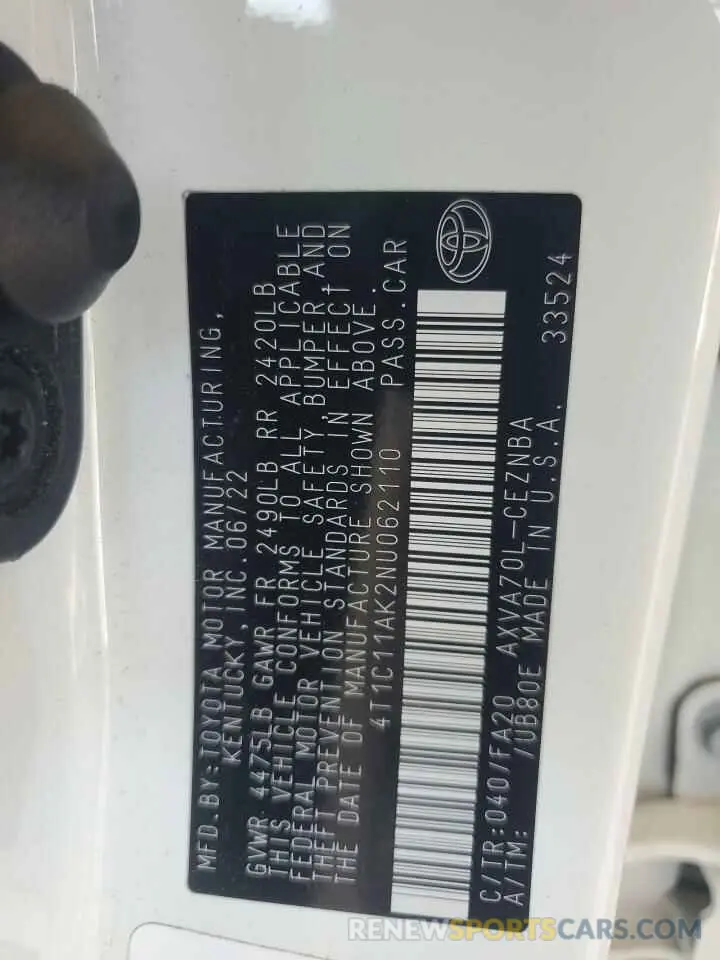 MFD.BY:TOYOTA MOTOR MANUFACTURING,
KENTUCKY,INC.06/22
GVWR 4475LB GAWR FR 2490LB RR 2420LB
THIS VEHICLE CONFORMS TO ALL APPLICABLE
FEDERAL MOTOR VEHICLE SAFETY,BUMPER,AND
THEFT PREVENTION STANDARDS IN EFFECT ON
THE DATE OF MANUFACTURE SHOWN ABOVE.
4T1C11AK2NU062110 PASS.CAR
C/TR:040/FA20 AXVA70L-CEZNBA
A/TM: /UB80E MADE IN U.S.A. 33524
RENEWSPORTSCARS.COM